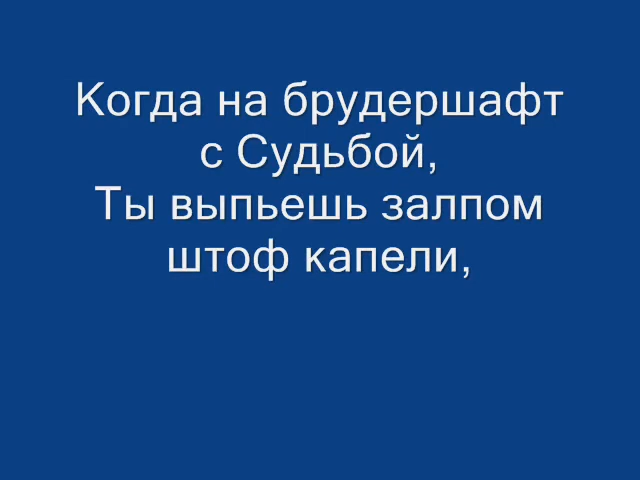 Когда на брудершафт
с Судьбой,
Ты выпьешь залпом
штоф капели,